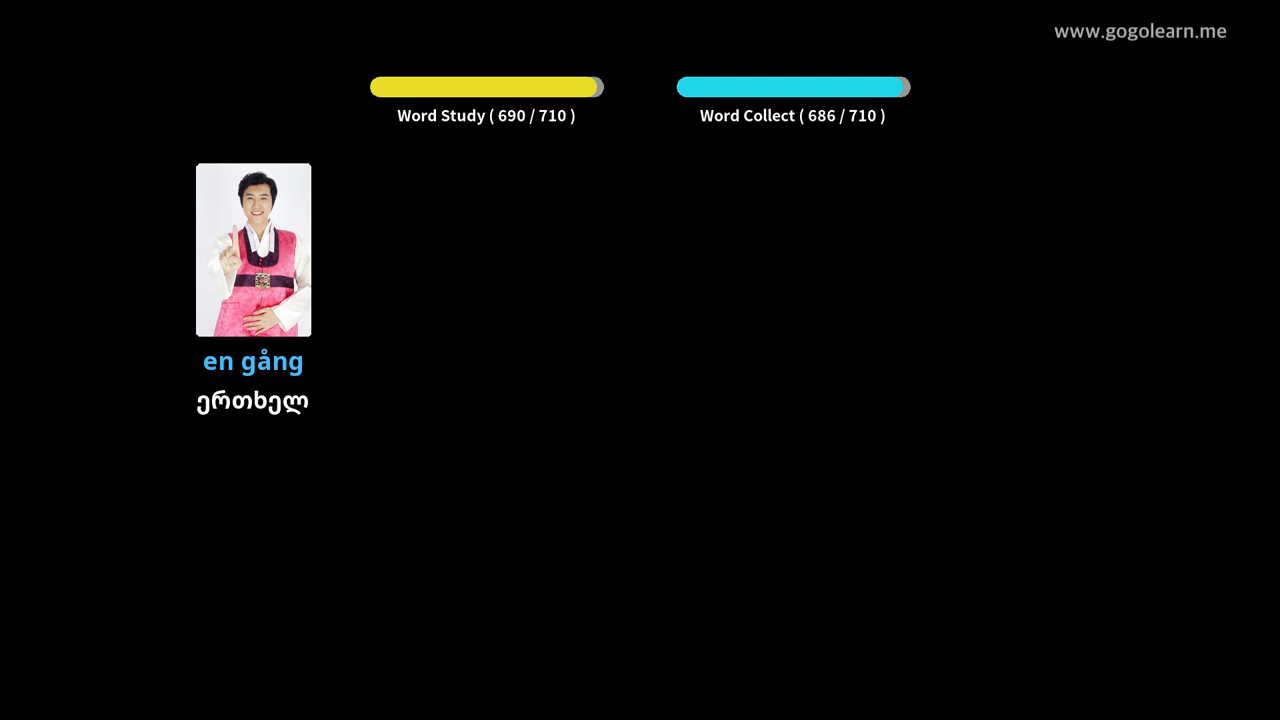 www.gogolearn.me
Word Study ( 690 / 710 )
Word Collect ( 686 / 710 )
en gång
ერთხელ